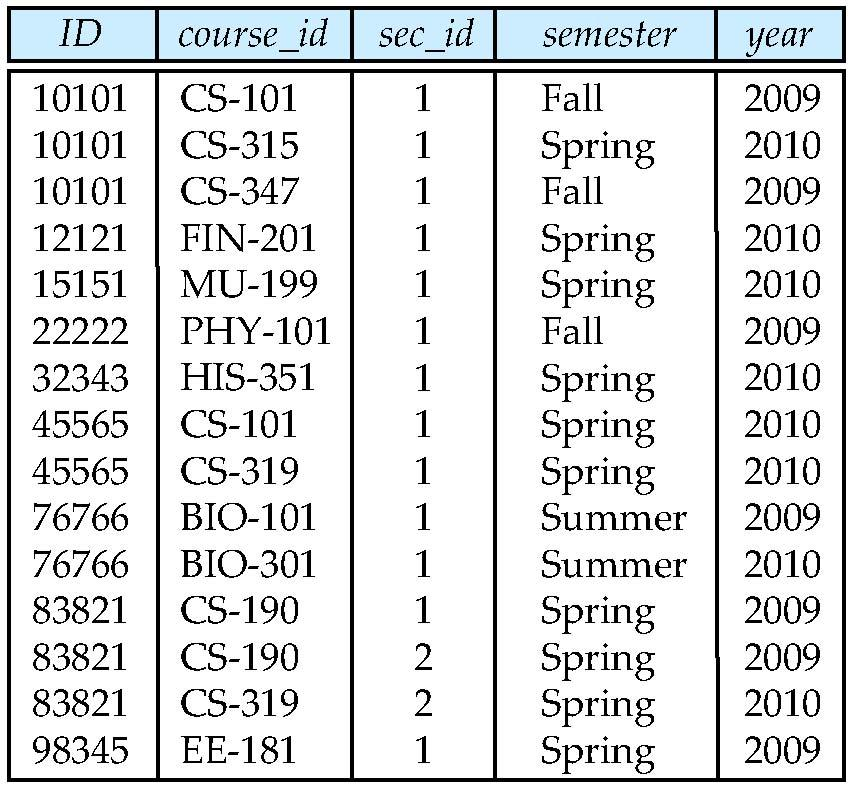 ID course_id sec_id semester year
10101 CS-101 1 Fall 2009
10101 CS-315 1 Spring 2010
10101 CS-347 1 Fall 2009
12121 FIN-201 1 Spring 2010
15151 MU-199 1 Spring 2010
22222 PHY-101 1 Fall 2009
32343 HIS-351 1 Spring 2010
45565 CS-101 1 Spring 2010
45565 CS-319 1 Spring 2010
76766 BIO-101 1 Summer 2009
76766 BIO-301 1 Summer 2010
83821 CS-190 1 Spring 2009
83821 CS-190 2 Spring 2009
83821 CS-319 2 Spring 2010
98345 EE-181 1 Spring 2009